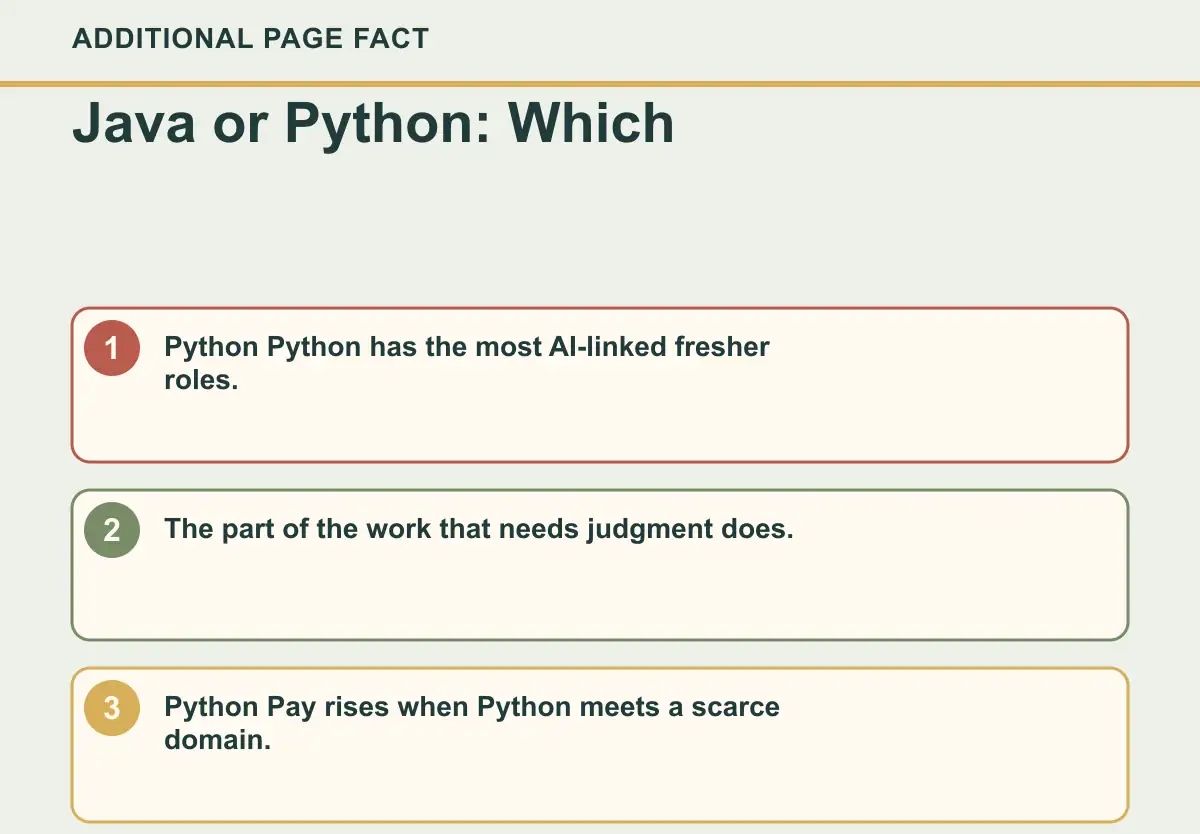 ADDITIONAL PAGE FACT
Java or Python: Which
1
Python Python has the most AI-linked fresher
roles.
2
The part of the work that needs judgment does.
3
Python Pay rises when Python meets a scarce
domain.